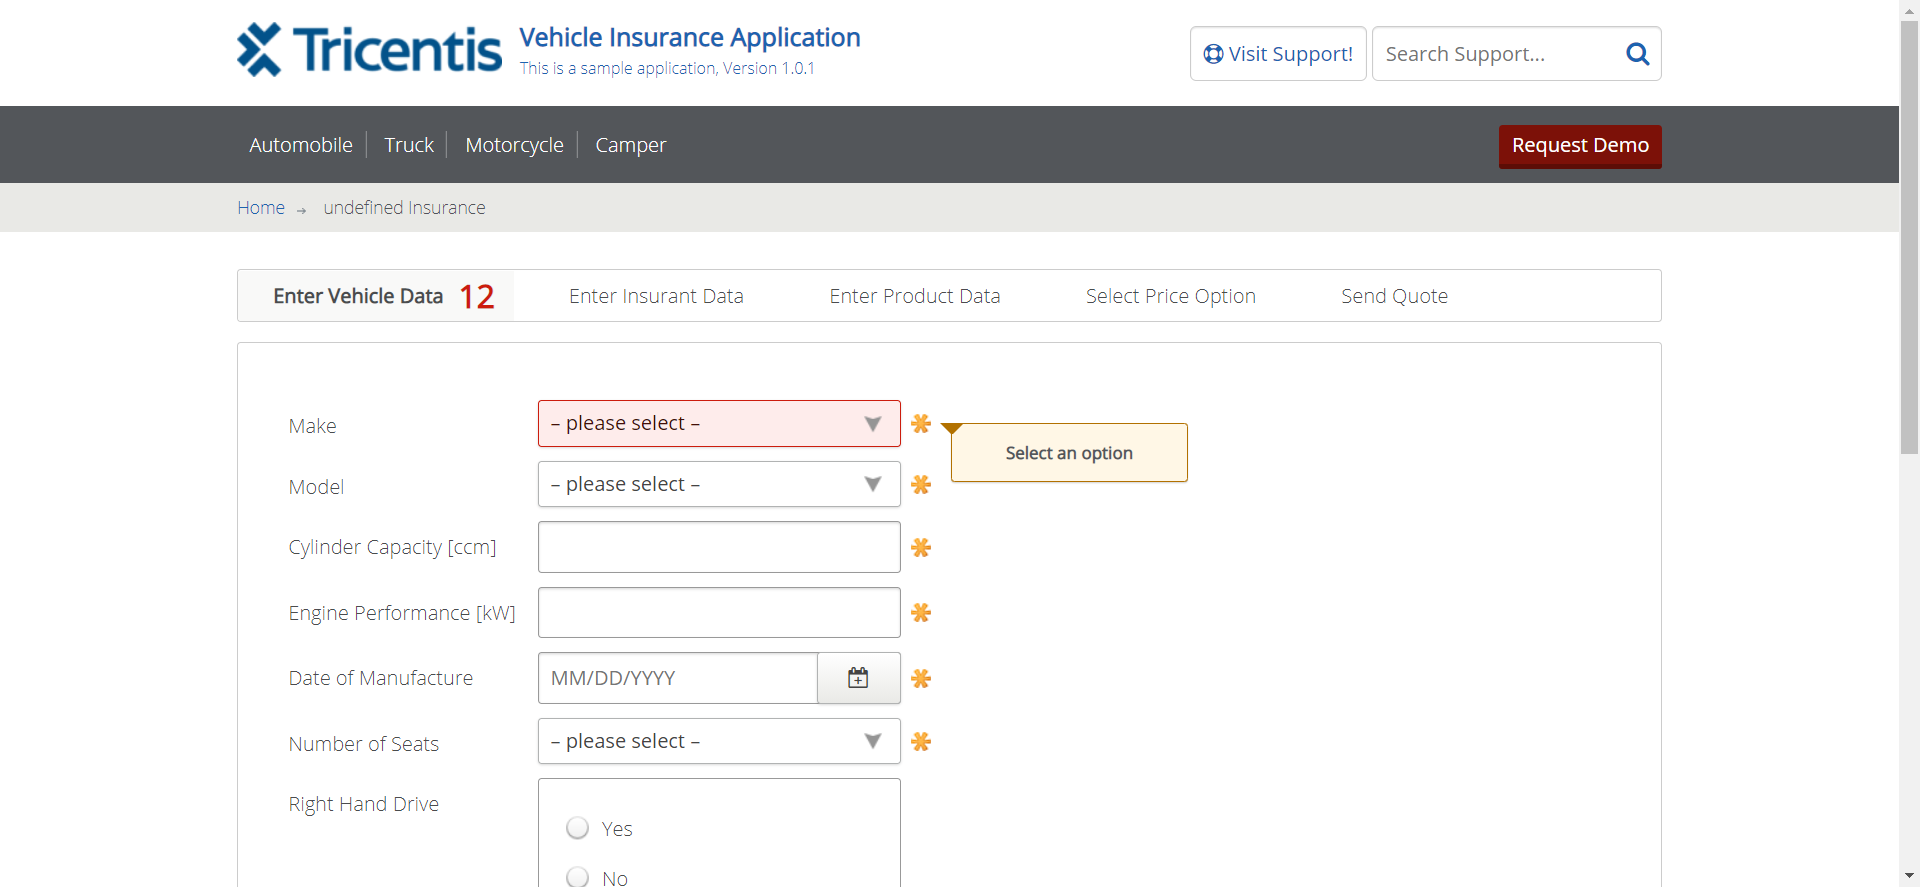 Tricentis
Vehicle Insurance Application
This is a sample application, Version 1.0.1
Visit Support!
Search Support...
Automobile
Truck
Motorcycle
Camper
Request Demo
Home → undefined Insurance
Enter Vehicle Data 12
Enter Insurant Data
Enter Product Data
Select Price Option
Send Quote
Make
– please select –
Select an option
Model
– please select –
Cylinder Capacity [ccm]
Engine Performance [kW]
Date of Manufacture
MM/DD/YYYY
Number of Seats
– please select –
Right Hand Drive
Yes
No